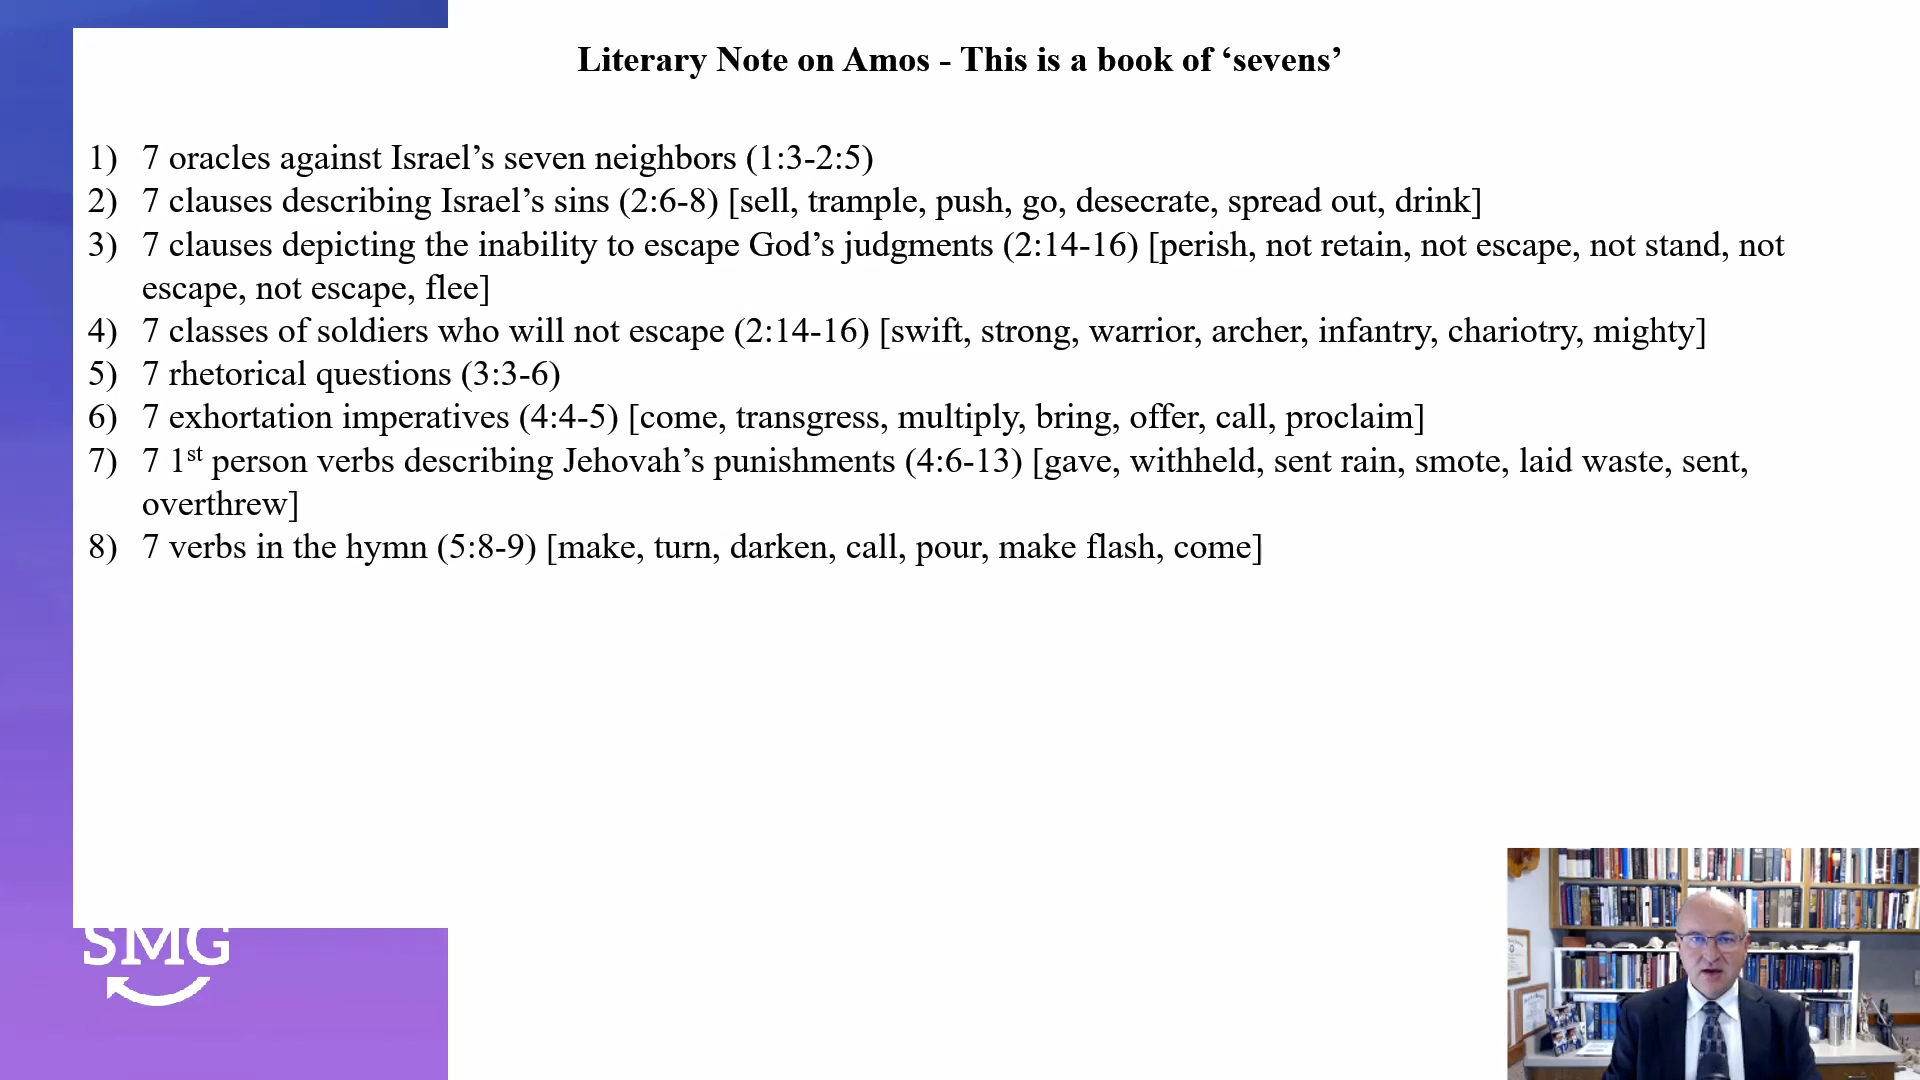 Literary Note on Amos - This is a book of ‘sevens’
1) 7 oracles against Israel’s seven neighbors (1:3-2:5)
2) 7 clauses describing Israel’s sins (2:6-8) [sell, trample, push, go, desecrate, spread out, drink]
3) 7 clauses depicting the inability to escape God’s judgments (2:14-16) [perish, not retain, not escape, not stand, not
escape, not escape, flee]
4) 7 classes of soldiers who will not escape (2:14-16) [swift, strong, warrior, archer, infantry, chariotry, mighty]
5) 7 rhetorical questions (3:3-6)
6) 7 exhortation imperatives (4:4-5) [come, transgress, multiply, bring, offer, call, proclaim]
7) 7 1st person verbs describing Jehovah’s punishments (4:6-13) [gave, withheld, sent rain, smote, laid waste, sent,
overthrew]
8) 7 verbs in the hymn (5:8-9) [make, turn, darken, call, pour, make flash, come]
SMG